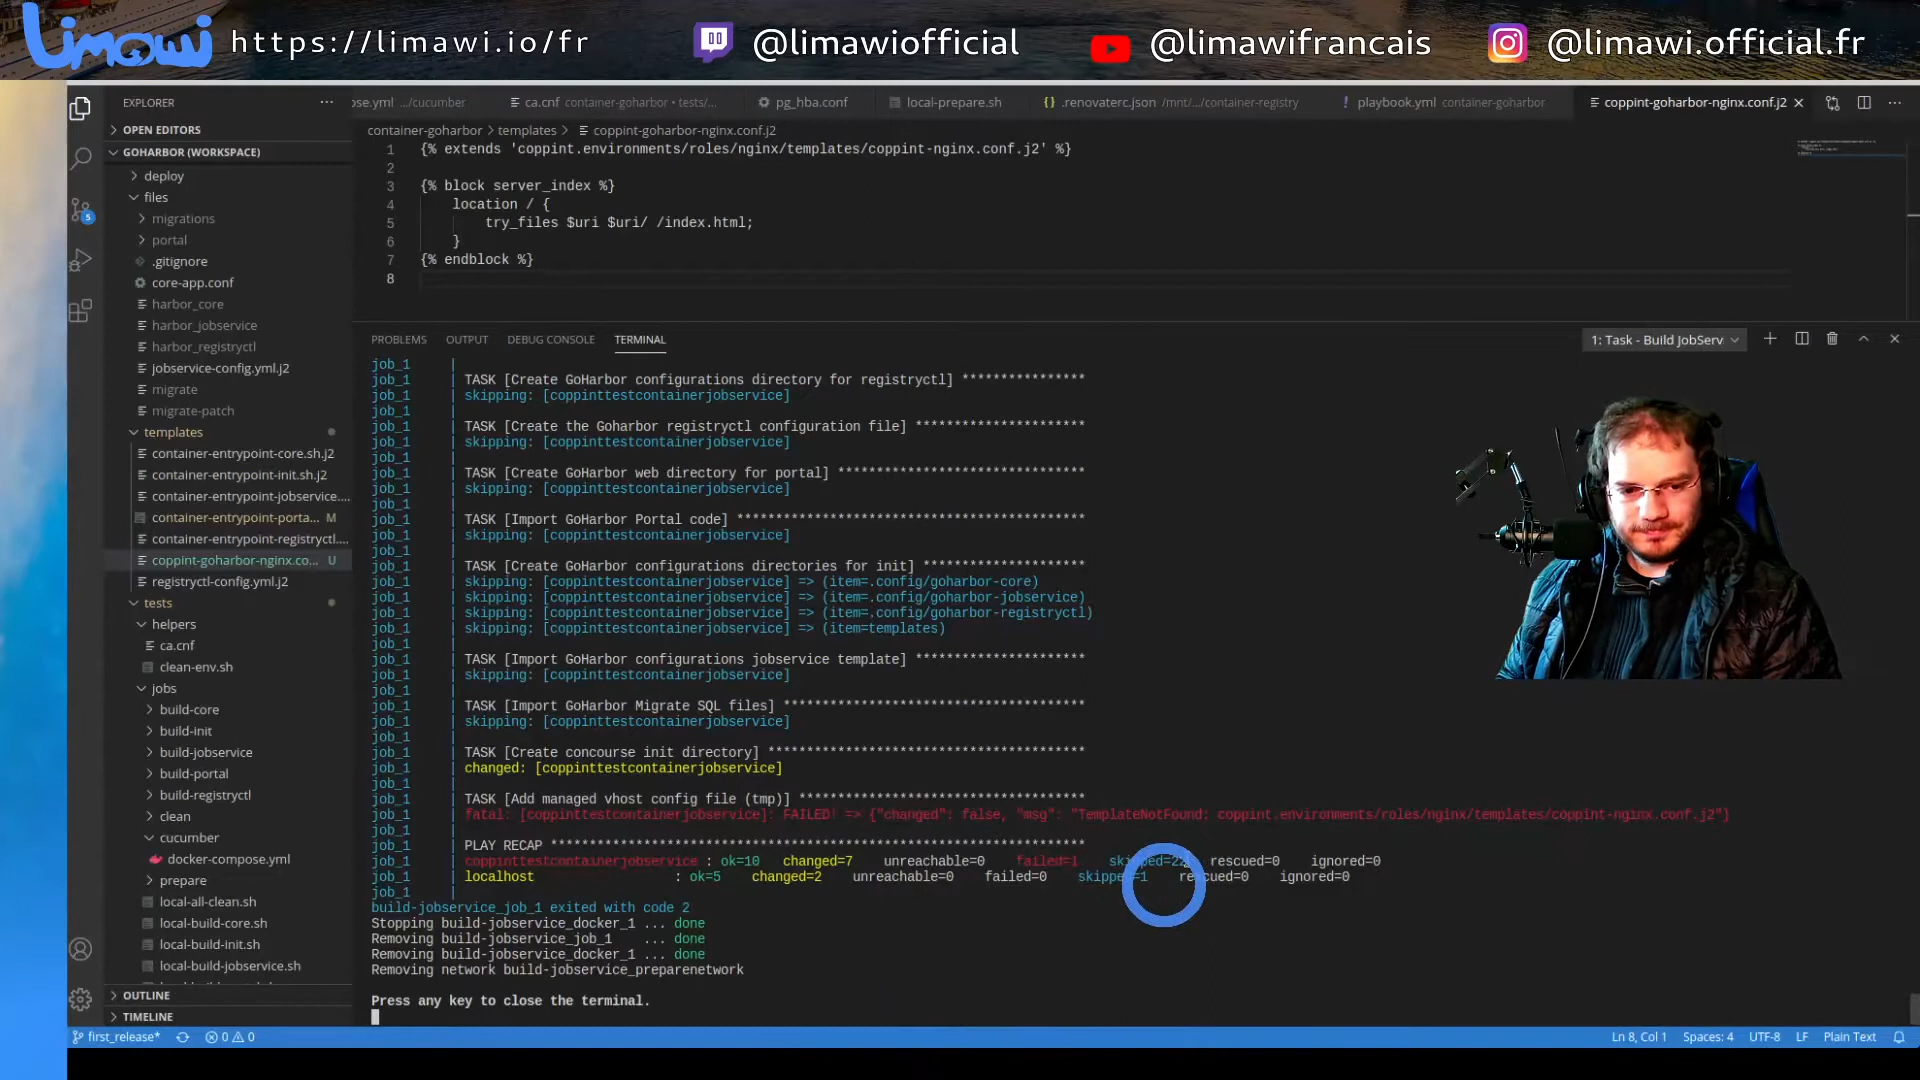 Limawi https://limawi.io/fr @limawiofficial @limawifrancais @limawi.official.fr
EXPLORER ···
ose.yml .../cucumber ca.cnf container-goharbor • tests/... pg_hba.conf local-prepare.sh {} .renovaterc.json /mnt/.../container-registry ! playbook.yml container-goharbor coppint-goharbor-nginx.conf.j2 ×
OPEN EDITORS
GOHARBOR (WORKSPACE)
deploy
files
migrations
portal
.gitignore
core-app.conf
harbor_core
harbor_jobservice
harbor_registryctl
jobservice-config.yml.j2
migrate
migrate-patch
templates
container-entrypoint-core.sh.j2
container-entrypoint-init.sh.j2
container-entrypoint-jobservice....
container-entrypoint-porta... M
container-entrypoint-registryctl....
coppint-goharbor-nginx.co... U
registryctl-config.yml.j2
tests
helpers
ca.cnf
clean-env.sh
jobs
build-core
build-init
build-jobservice
build-portal
build-registryctl
clean
cucumber
docker-compose.yml
prepare
local-all-clean.sh
local-build-core.sh
local-build-init.sh
local-build-jobservice.sh
OUTLINE
TIMELINE
5
container-goharbor › templates › coppint-goharbor-nginx.conf.j2
1 {% extends 'coppint.environments/roles/nginx/templates/coppint-nginx.conf.j2' %}
2
3 {% block server_index %}
4 location / {
5 try_files $uri $uri/ /index.html;
6 }
7 {% endblock %}
8
PROBLEMS OUTPUT DEBUG CONSOLE TERMINAL 1: Task - Build JobServ
job_1 |
job_1 | TASK [Create GoHarbor configurations directory for registryctl] ****************
job_1 | skipping: [coppinttestcontainerjobservice]
job_1 |
job_1 | TASK [Create the Goharbor registryctl configuration file] **********************
job_1 | skipping: [coppinttestcontainerjobservice]
job_1 |
job_1 | TASK [Create GoHarbor web directory for portal] ********************************
job_1 | skipping: [coppinttestcontainerjobservice]
job_1 |
job_1 | TASK [Import GoHarbor Portal code] *********************************************
job_1 | skipping: [coppinttestcontainerjobservice]
job_1 |
job_1 | TASK [Create GoHarbor configurations directories for init] *********************
job_1 | skipping: [coppinttestcontainerjobservice] => (item=.config/goharbor-core)
job_1 | skipping: [coppinttestcontainerjobservice] => (item=.config/goharbor-jobservice)
job_1 | skipping: [coppinttestcontainerjobservice] => (item=.config/goharbor-registryctl)
job_1 | skipping: [coppinttestcontainerjobservice] => (item=templates)
job_1 |
job_1 | TASK [Import GoHarbor configurations jobservice template] **********************
job_1 | skipping: [coppinttestcontainerjobservice]
job_1 |
job_1 | TASK [Import GoHarbor Migrate SQL files] ***************************************
job_1 | skipping: [coppinttestcontainerjobservice]
job_1 |
job_1 | TASK [Create concourse init directory] *****************************************
job_1 | changed: [coppinttestcontainerjobservice]
job_1 |
job_1 | TASK [Add managed vhost config file (tmp)] *************************************
job_1 | fatal: [coppinttestcontainerjobservice]: FAILED! => {"changed": false, "msg": "TemplateNotFound: coppint.environments/roles/nginx/templates/coppint-nginx.conf.j2"}
job_1 |
job_1 | PLAY RECAP *********************************************************************
job_1 | coppinttestcontainerjobservice : ok=10 changed=7 unreachable=0 failed=1 skipped=22 rescued=0 ignored=0
job_1 | localhost : ok=5 changed=2 unreachable=0 failed=0 skipped=1 rescued=0 ignored=0
job_1 |
build-jobservice_job_1 exited with code 2
Stopping build-jobservice_docker_1 ... done
Removing build-jobservice_job_1 ... done
Removing build-jobservice_docker_1 ... done
Removing network build-jobservice_preparenetwork
Press any key to close the terminal.
first_release* 0 0 Ln 8, Col 1 Spaces: 4 UTF-8 LF Plain Text